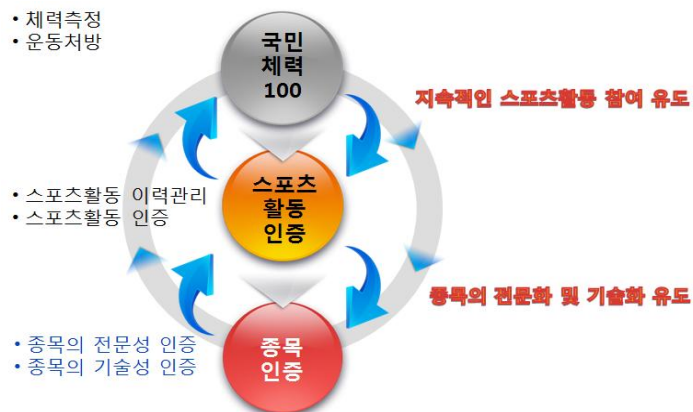 • 체력측정
• 운동처방
국민
체력
100
지속적인 스포츠활동 참여 유도
• 스포츠활동 이력관리
• 스포츠활동 인증
스포츠
활동
인증
종목의 전문화 및 기술화 유도
• 종목의 전문성 인증
• 종목의 기술성 인증
종목
인증